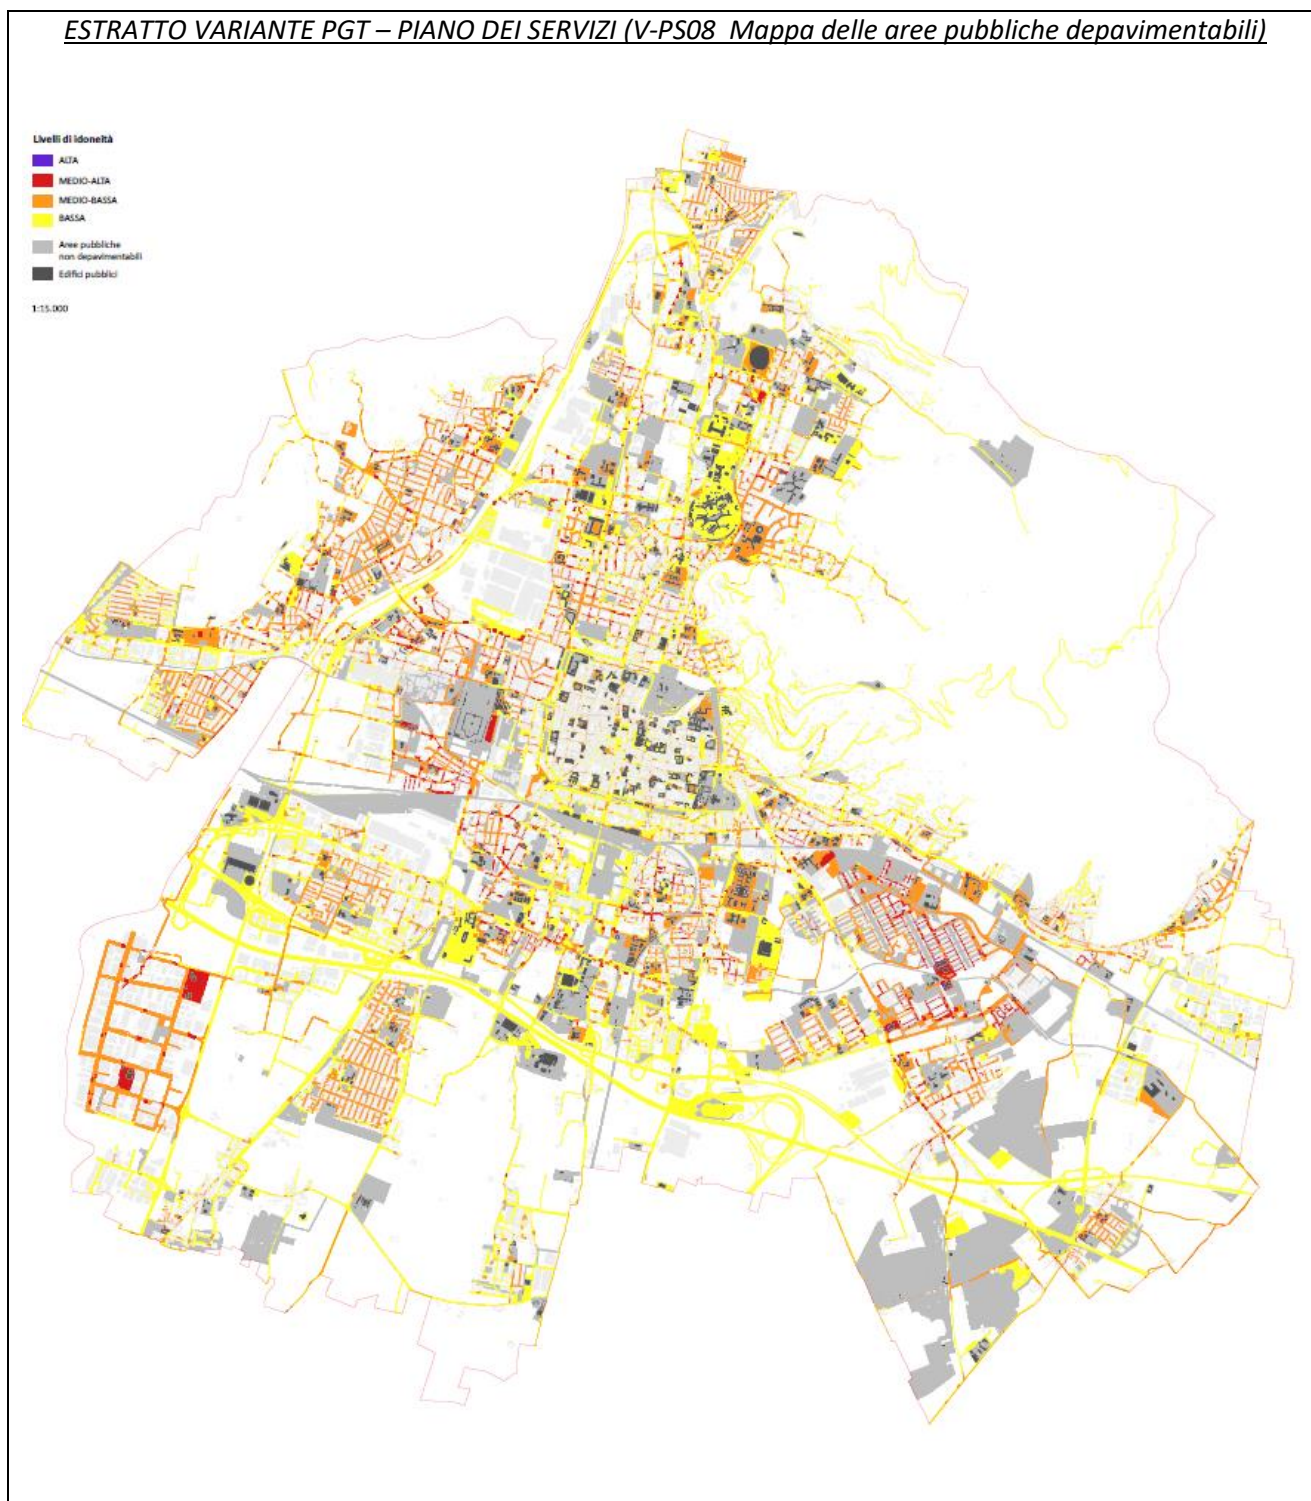 ESTRATTO VARIANTE PGT – PIANO DEI SERVIZI (V-PS08 Mappa delle aree pubbliche depavimentabili)
Livelli di idoneità
ALTA
MEDIO-ALTA
MEDIO-BASSA
BASSA
Aree pubbliche
non depavimentabili
Edifici pubblici
1:15.000